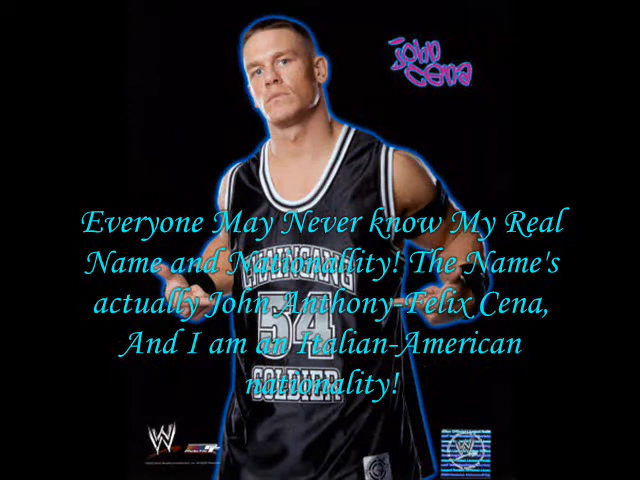 John
Cena
Everyone May Never know My Real
Name and Nationallity! The Name's
actually John Anthony-Felix Cena,
And I am an Italian-American
nationality!
CHAINGANG
54
SOLDIER